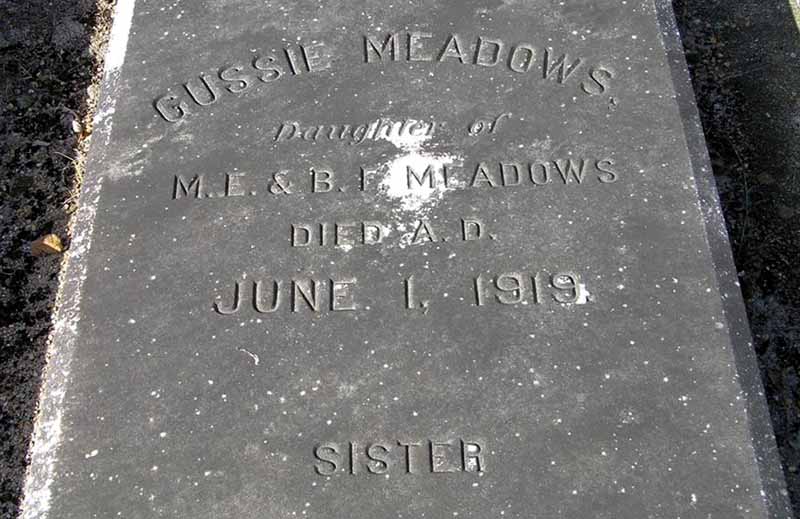 GUSSIE MEADOWS,
Daughter of
M. E. & B. F. MEADOWS
DIED A. D.
JUNE 1, 1919.
SISTER